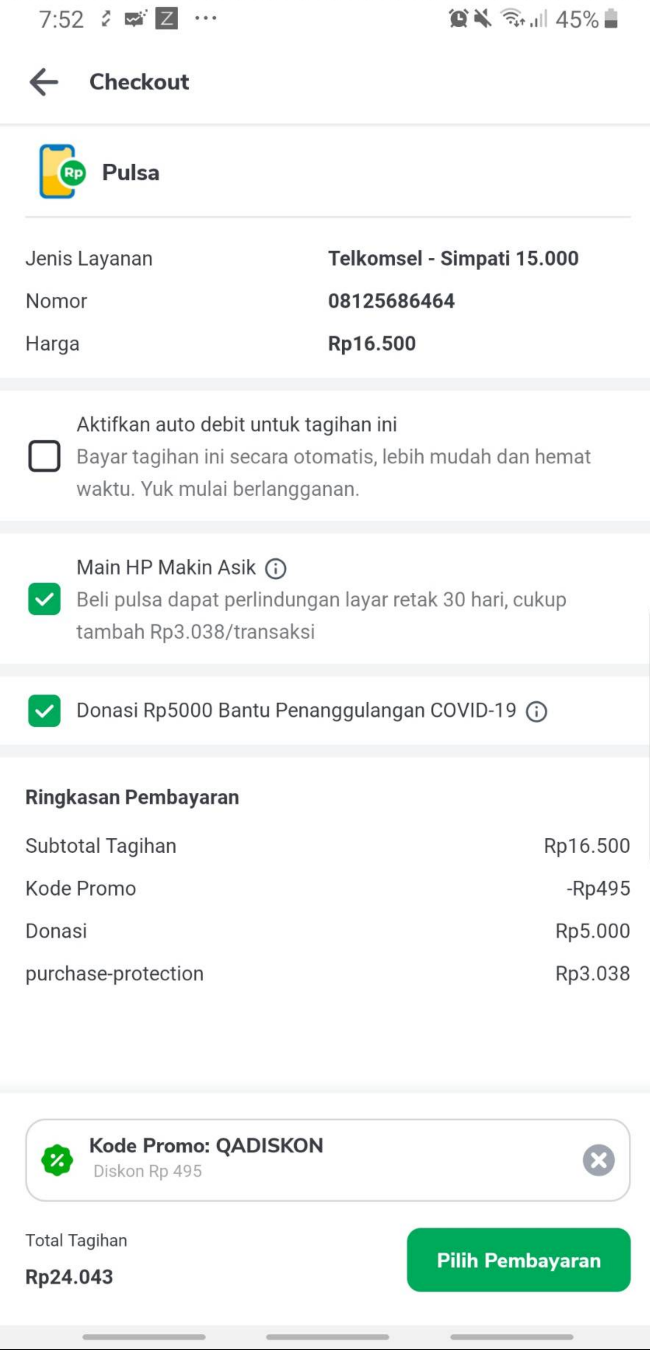 7:52 Z ... 45%
Checkout
Rp Pulsa
Jenis Layanan Telkomsel - Simpati 15.000
Nomor 08125686464
Harga Rp16.500
Aktifkan auto debit untuk tagihan ini
Bayar tagihan ini secara otomatis, lebih mudah dan hemat
waktu. Yuk mulai berlangganan.
Main HP Makin Asik
Beli pulsa dapat perlindungan layar retak 30 hari, cukup
tambah Rp3.038/transaksi
Donasi Rp5000 Bantu Penanggulangan COVID-19
Ringkasan Pembayaran
Subtotal Tagihan Rp16.500
Kode Promo -Rp495
Donasi Rp5.000
purchase-protection Rp3.038
Kode Promo: QADISKON
Diskon Rp 495
Total Tagihan
Rp24.043
Pilih Pembayaran